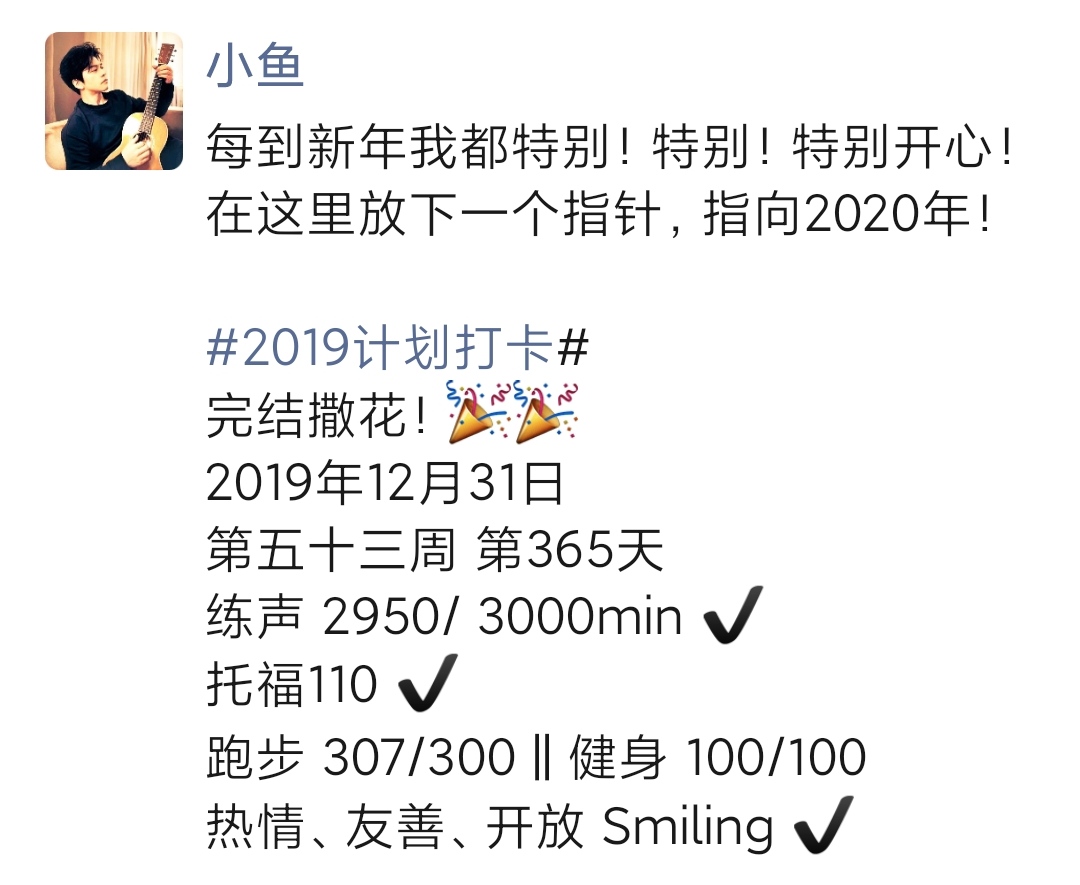 小鱼
每到新年我都特别！特别！特别开心！
在这里放下一个指针，指向2020年！
#2019计划打卡#
完结撒花！🎉🎉
2019年12月31日
第五十三周 第365天
练声 2950/ 3000min ✔
托福110 ✔
跑步 307/300 || 健身 100/100
热情、友善、开放 Smiling ✔